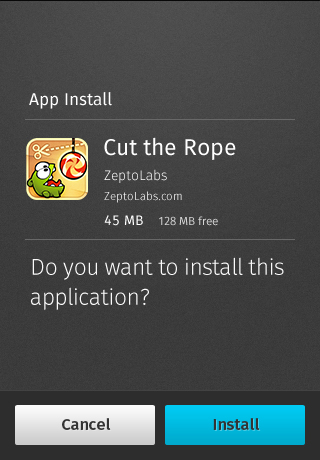 App Install
Cut the Rope
ZeptoLabs
ZeptoLabs.com
45 MB 128 MB free
Do you want to install this
application?
Cancel Install